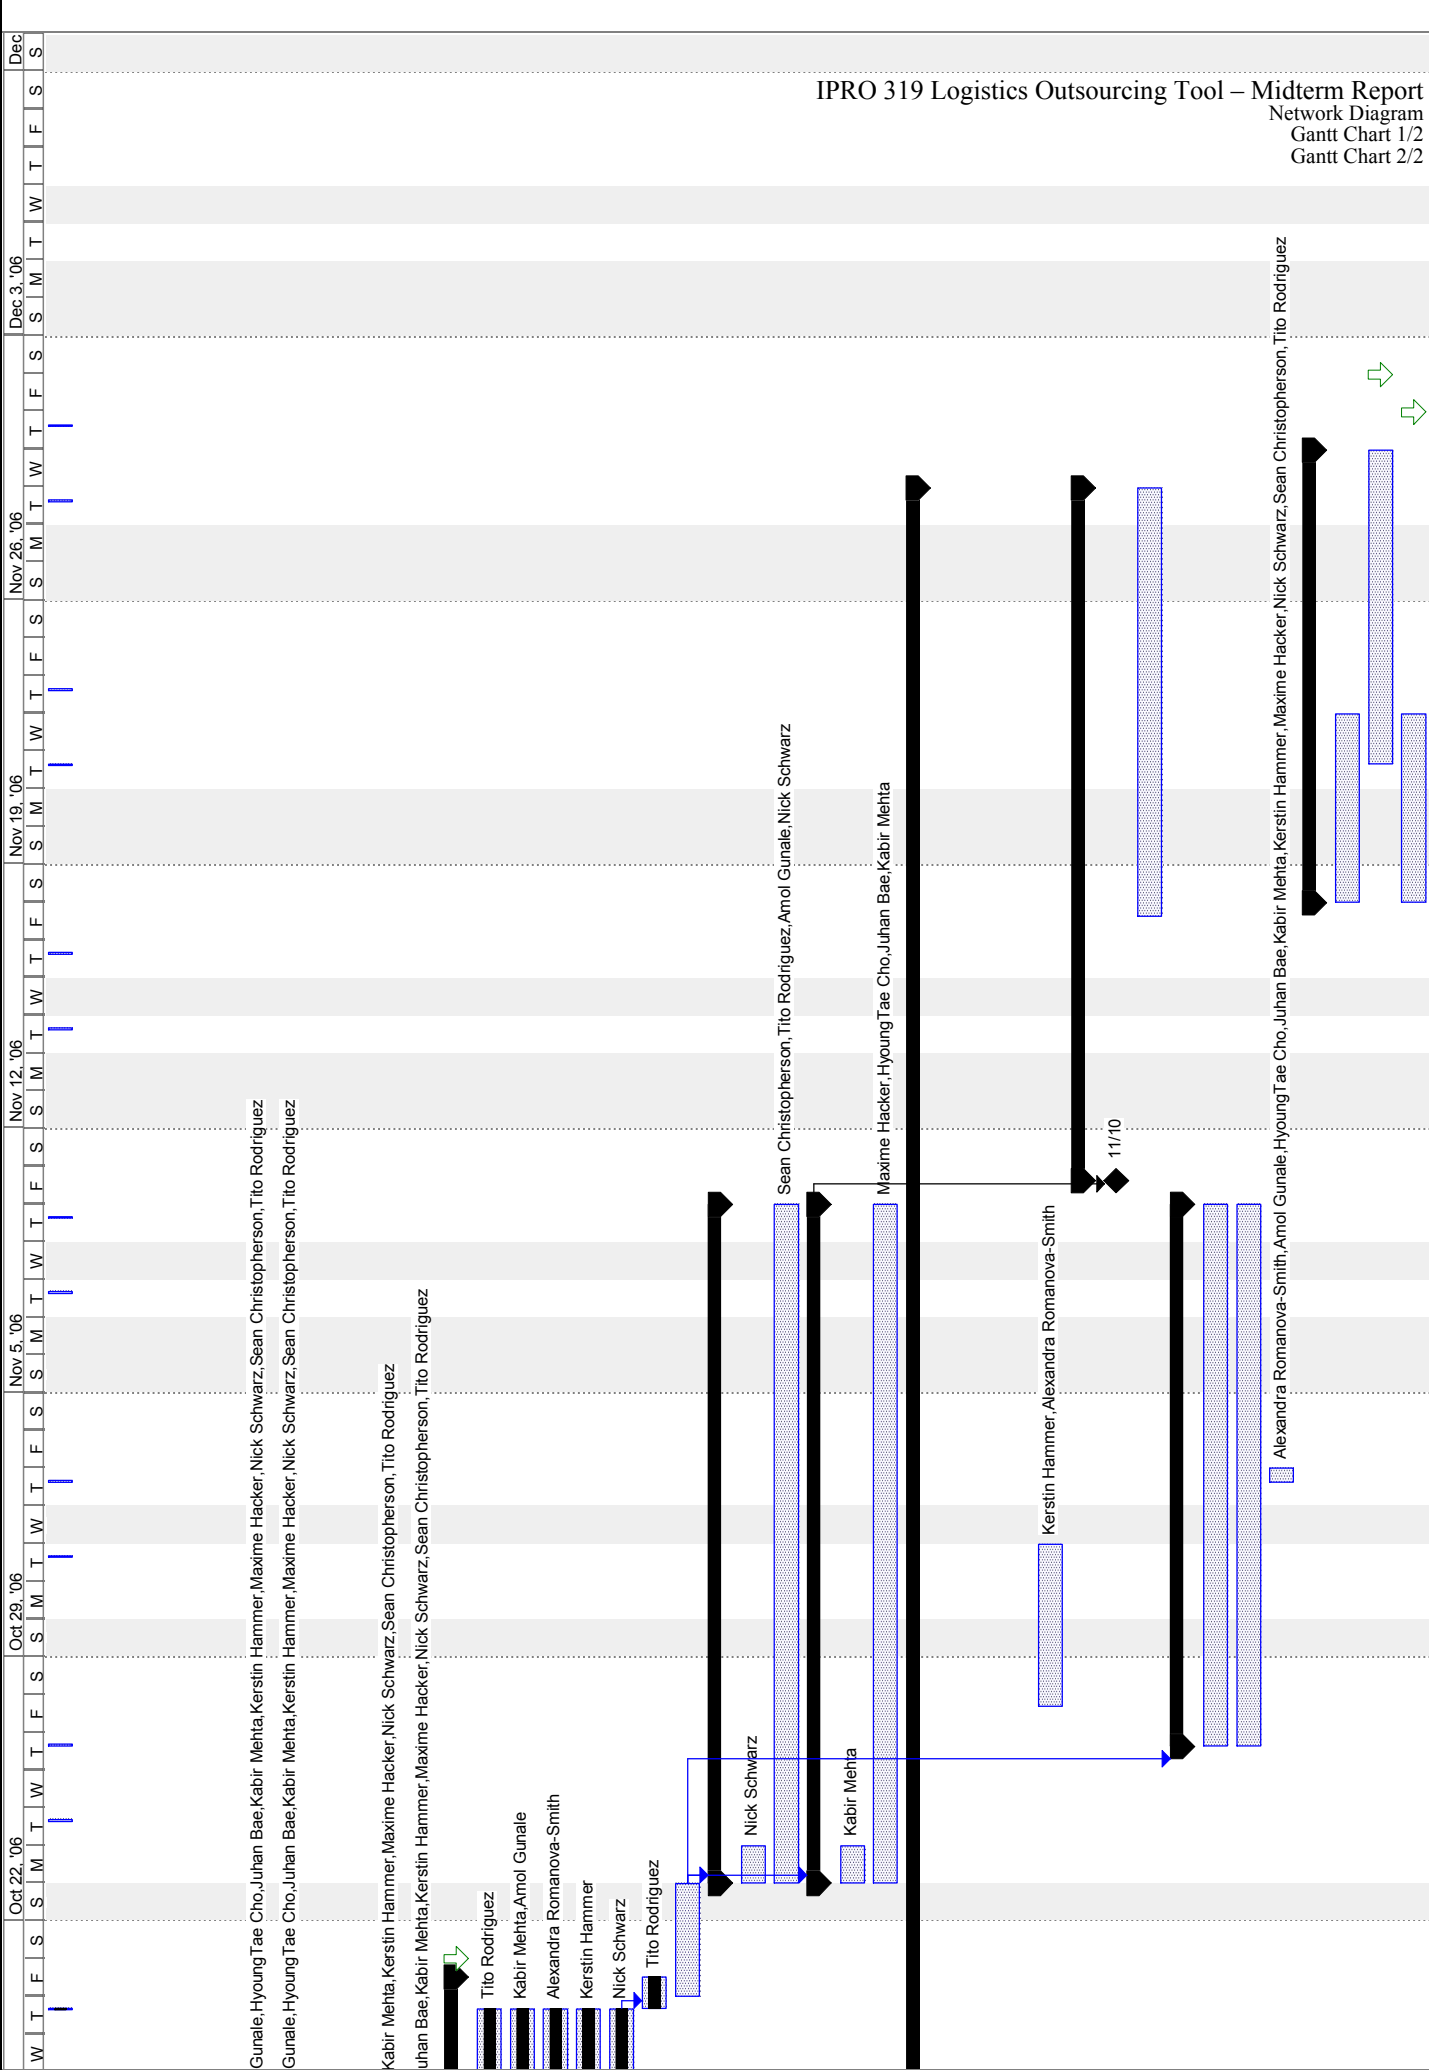 IPRO 319 Logistics Outsourcing Tool – Midterm Report
Network Diagram
Gantt Chart 1/2
Gantt Chart 2/2
Oct 22, '06
Oct 29, '06
Nov 5, '06
Nov 12, '06
Nov 19, '06
Nov 26, '06
Dec 3, '06
Dec
W T F S S M T W T F S S M T W T F S S M T W T F S S M T W T F S S M T W T F S S M T W T F S S M T W T F S S
Gunale,HyoungTae Cho,Juhan Bae,Kabir Mehta,Kerstin Hammer,Maxime Hacker,Nick Schwarz,Sean Christopherson,Tito Rodriguez
Gunale,HyoungTae Cho,Juhan Bae,Kabir Mehta,Kerstin Hammer,Maxime Hacker,Nick Schwarz,Sean Christopherson,Tito Rodriguez
Kabir Mehta,Kerstin Hammer,Maxime Hacker,Nick Schwarz,Sean Christopherson,Tito Rodriguez
uhan Bae,Kabir Mehta,Kerstin Hammer,Maxime Hacker,Nick Schwarz,Sean Christopherson,Tito Rodriguez
Tito Rodriguez
Kabir Mehta,Amol Gunale
Alexandra Romanova-Smith
Kerstin Hammer
Nick Schwarz
Tito Rodriguez
Nick Schwarz
Sean Christopherson,Tito Rodriguez,Amol Gunale,Nick Schwarz
Kabir Mehta
Maxime Hacker,HyoungTae Cho,Juhan Bae,Kabir Mehta
Kerstin Hammer,Alexandra Romanova-Smith
11/10
Alexandra Romanova-Smith,Amol Gunale,HyoungTae Cho,Juhan Bae,Kabir Mehta,Kerstin Hammer,Maxime Hacker,Nick Schwarz,Sean Christopherson,Tito Rodriguez